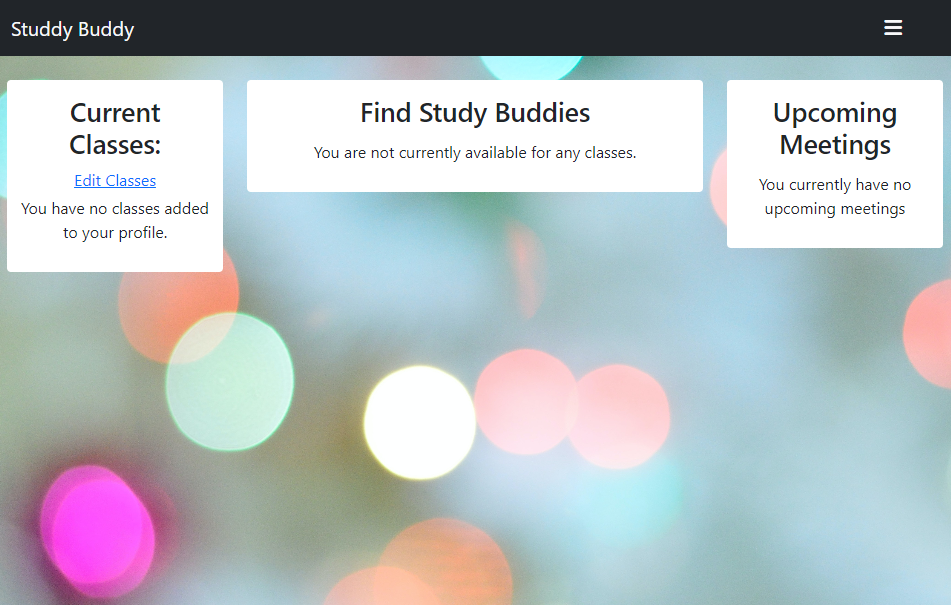 Studdy Buddy
Current
Classes:
Edit Classes
You have no classes added
to your profile.
Find Study Buddies
You are not currently available for any classes.
Upcoming
Meetings
You currently have no
upcoming meetings